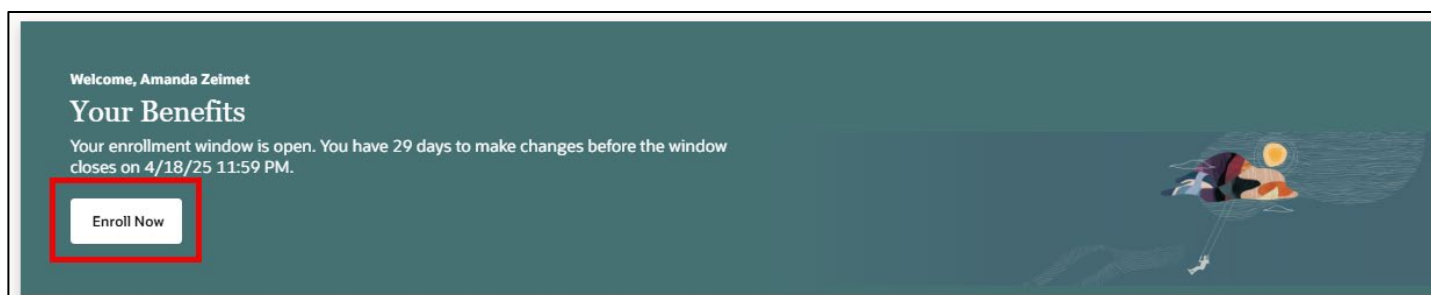 Welcome, Amanda Zeimet
Your Benefits
Your enrollment window is open. You have 29 days to make changes before the window
closes on 4/18/25 11:59 PM.
Enroll Now